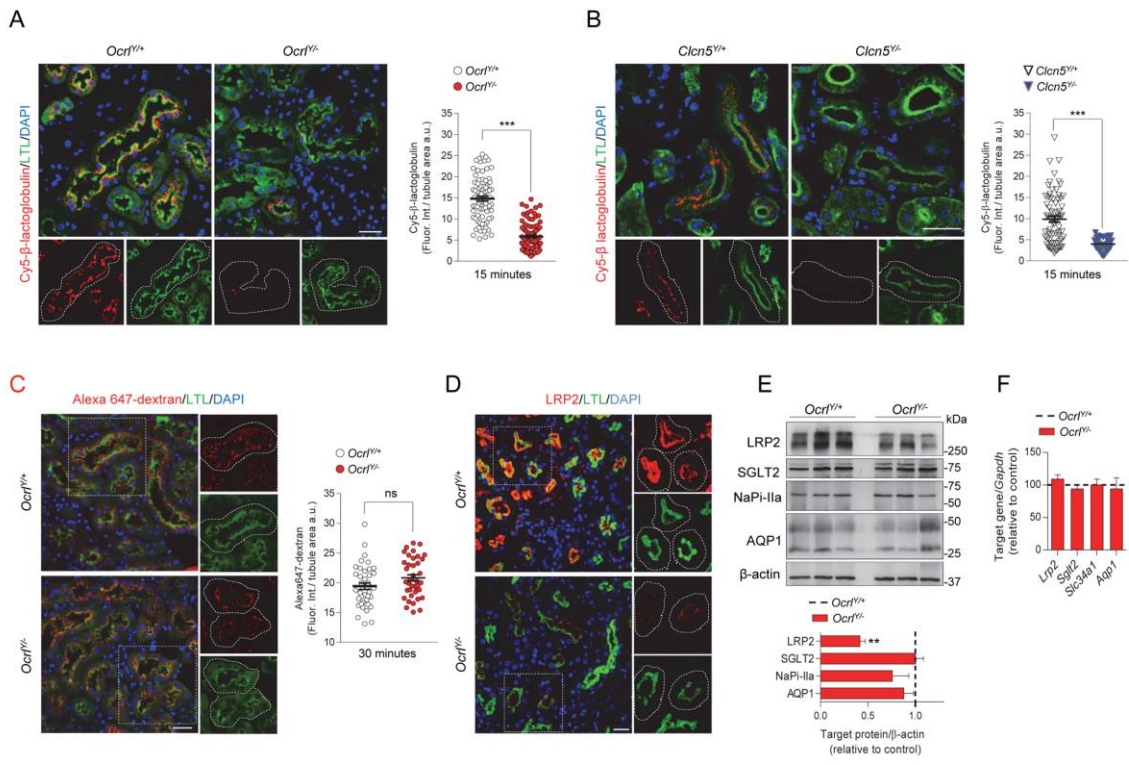 A
Ocrl^Y/+
Ocrl^Y/-
Cy5-β-lactoglobulin/LTL/DAPI
Ocrl^Y/+
Ocrl^Y/-
Cy5-β-lactoglobulin
(Fluor. Int./ tubule area a.u.)
35
30
25
20
15
10
5
0
***
15 minutes
B
Clcn5^Y/+
Clcn5^Y/-
Cy5-β lactoglobulin/LTL/DAPI
Clcn5^Y/+
Clcn5^Y/-
Cy5-β-lactoglobulin
(Fluor. Int./ tubule area a.u.)
35
30
25
20
15
10
5
0
***
15 minutes
C
Alexa 647-dextran/LTL/DAPI
Ocrl^Y/+
Ocrl^Y/-
Ocrl^Y/+
Ocrl^Y/-
Alexa647-dextran
(Fluor. Int./ tubule area a.u.)
35
30
25
20
15
10
5
0
ns
30 minutes
D
LRP2/LTL/DAPI
Ocrl^Y/+
Ocrl^Y/-
E
Ocrl^Y/+
Ocrl^Y/-
kDa
LRP2
250
SGLT2
75
50
NaPi-IIa
75
50
AQP1
50
25
β-actin
37
Ocrl^Y/+
Ocrl^Y/-
LRP2
**
SGLT2
NaPi-IIa
AQP1
0.0 0.5 1.0
Target protein/β-actin
(relative to control)
F
Ocrl^Y/+
Ocrl^Y/-
Target gene/Gapdh
(relative to control)
150
100
50
0
Lrp2
Sglt2
Slc34a1
Aqp1